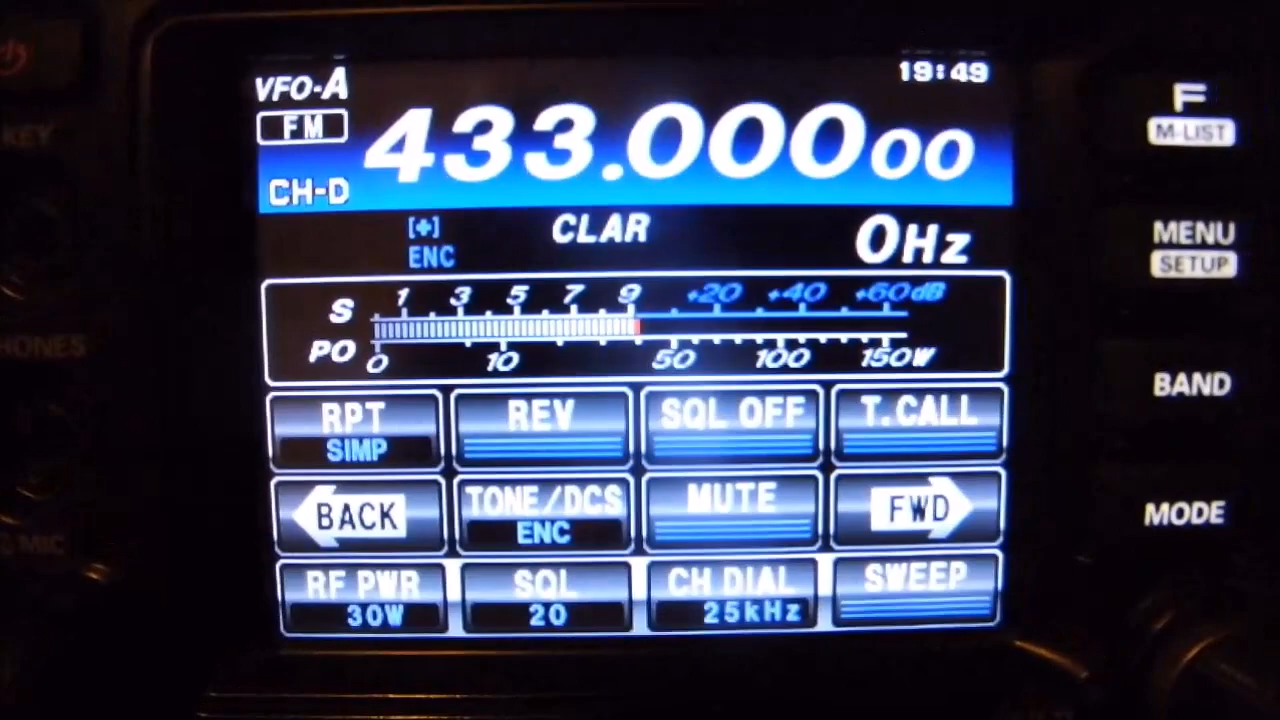 19:49
VFO-A
FM
433.000 00
CH-D
[+]
ENC
CLAR
0Hz
S 1 3 5 7 9 +20 +40 +60dB
PO 0 10 50 100 150W
RPT
SIMP
REV
SQL OFF
T.CALL
BACK
TONE/DCS
ENC
MUTE
FWD
RF PWR
30W
SQL
20
CH DIAL
25kHz
SWEEP
F
M-LIST
MENU
SETUP
BAND
MODE
KEY
MIC